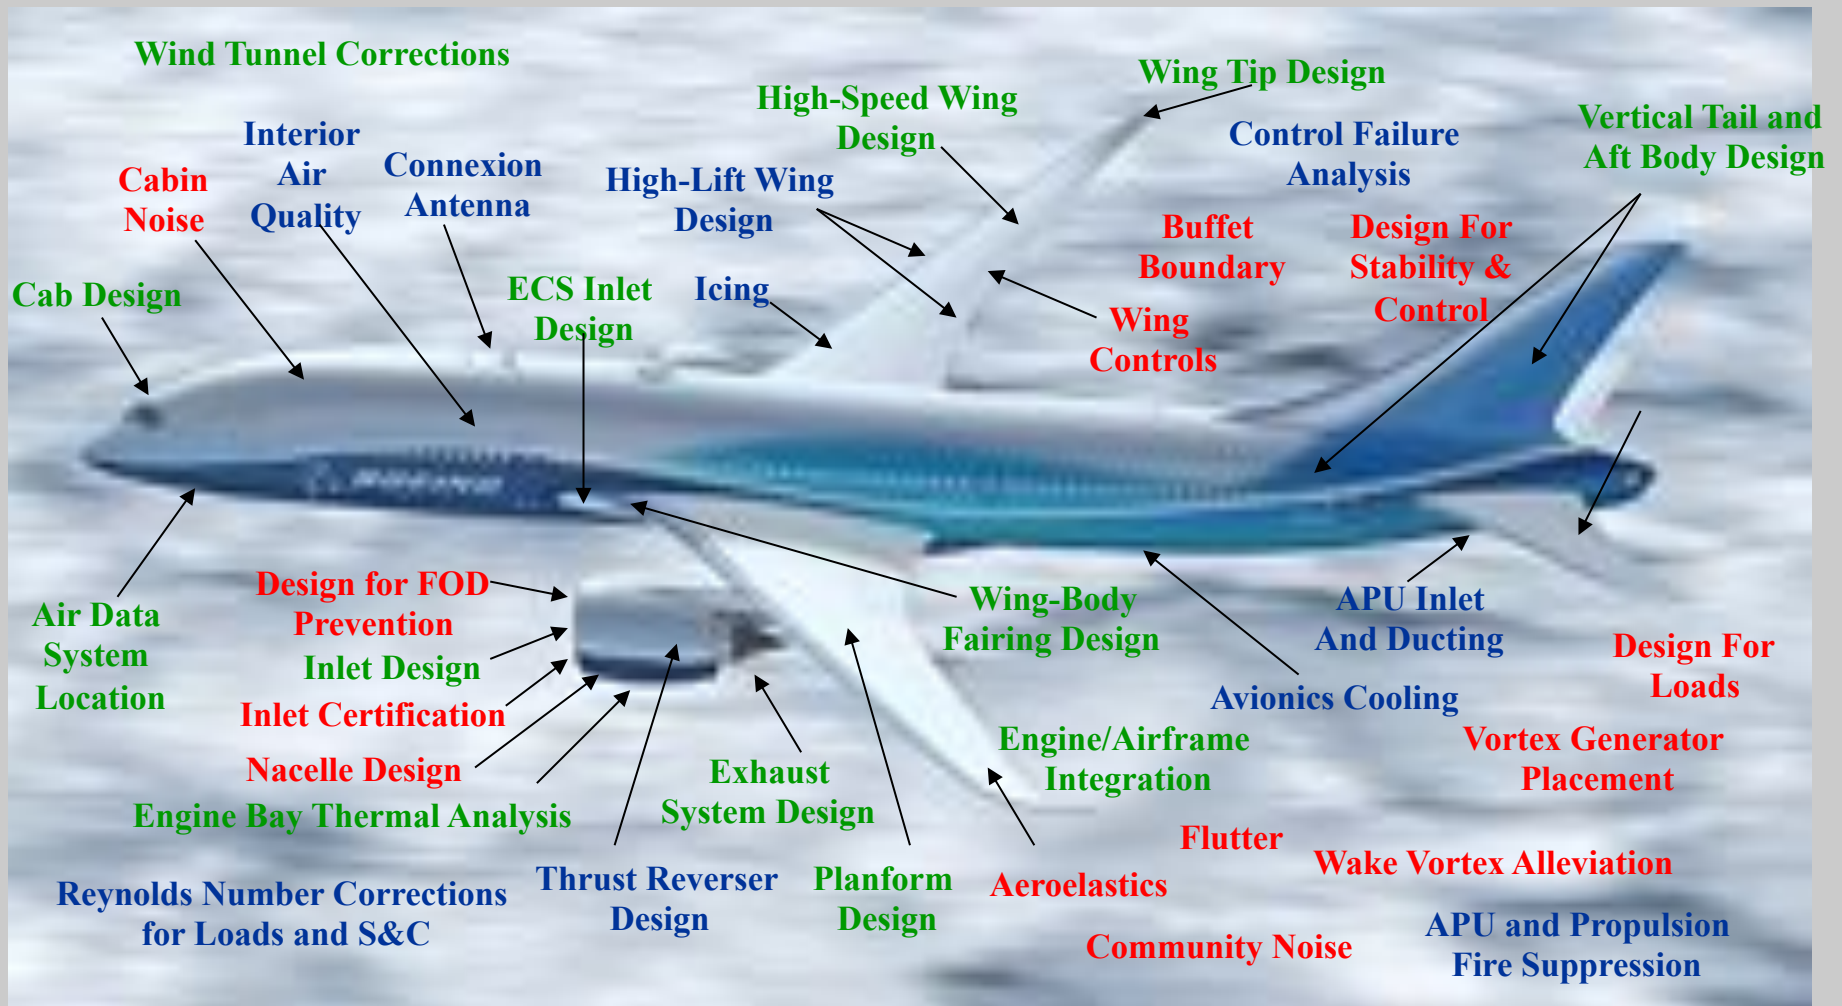 Wind Tunnel Corrections
Wing Tip Design
High-Speed Wing
Design
Vertical Tail and
Aft Body Design
Interior
Air
Quality
Connexion
Antenna
Control Failure
Analysis
Cabin
Noise
High-Lift Wing
Design
Buffet
Boundary
Design For
Stability &
Control
Cab Design
ECS Inlet
Design
Icing
Wing
Controls
BOEING
Air Data
System
Location
Design for FOD
Prevention
Inlet Design
Inlet Certification
Nacelle Design
Engine Bay Thermal Analysis
Wing-Body
Fairing Design
APU Inlet
And Ducting
Design For
Loads
Avionics Cooling
Engine/Airframe
Integration
Vortex Generator
Placement
Exhaust
System Design
Flutter
Wake Vortex Alleviation
Reynolds Number Corrections
for Loads and S&C
Thrust Reverser
Design
Planform
Design
Aeroelastics
Community Noise
APU and Propulsion
Fire Suppression